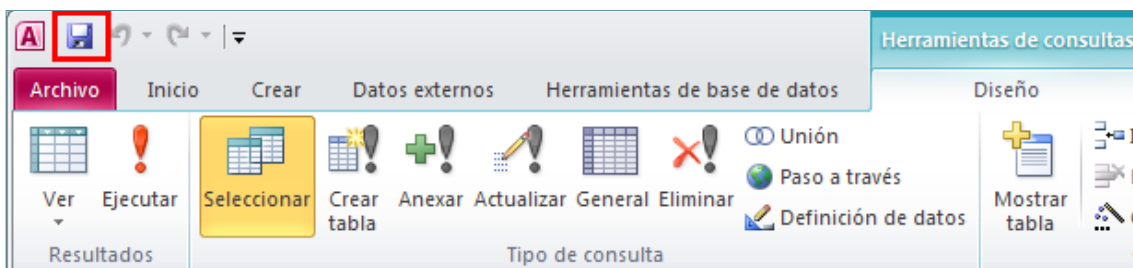 Herramientas de consultas
Archivo Inicio Crear Datos externos Herramientas de base de datos Diseño
Unión
Paso a través
Definición de datos
Ver Ejecutar Seleccionar Crear tabla Anexar Actualizar General Eliminar Mostrar tabla
Resultados Tipo de consulta